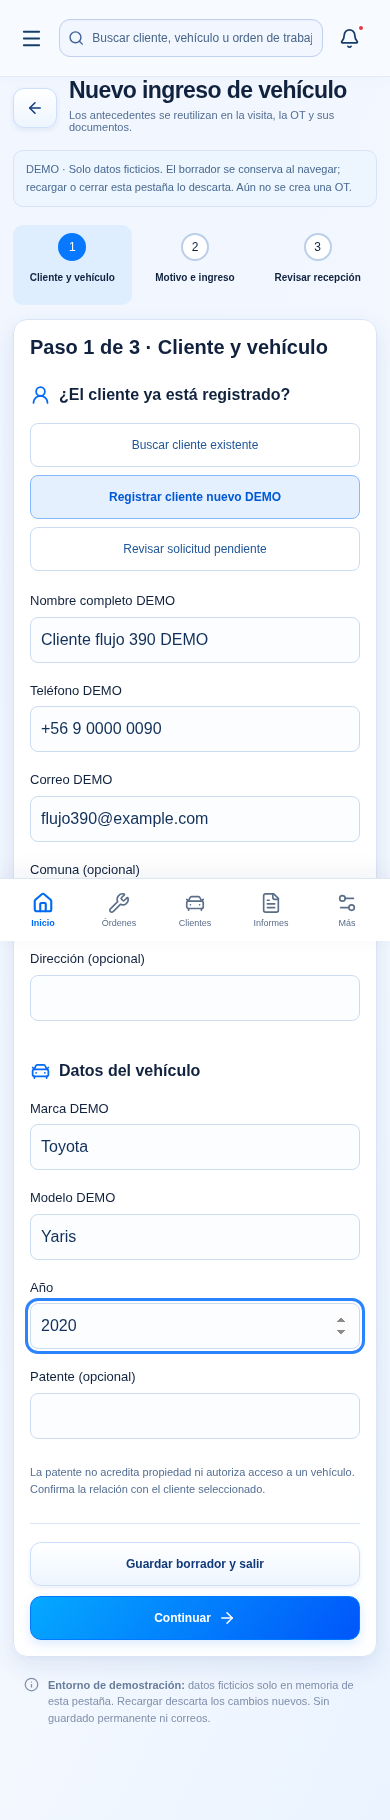 Buscar cliente, vehículo u orden de trabaj
Nuevo ingreso de vehículo
Los antecedentes se reutilizan en la visita, la OT y sus
documentos.
DEMO · Solo datos ficticios. El borrador se conserva al navegar;
recargar o cerrar esta pestaña lo descarta. Aún no se crea una OT.
1
Cliente y vehículo
2
Motivo e ingreso
3
Revisar recepción
Paso 1 de 3 · Cliente y vehículo
¿El cliente ya está registrado?
Buscar cliente existente
Registrar cliente nuevo DEMO
Revisar solicitud pendiente
Nombre completo DEMO
Cliente flujo 390 DEMO
Teléfono DEMO
+56 9 0000 0090
Correo DEMO
flujo390@example.com
Comuna (opcional)
Inicio
Órdenes
Clientes
Informes
Más
Dirección (opcional)
Datos del vehículo
Marca DEMO
Toyota
Modelo DEMO
Yaris
Año
2020
Patente (opcional)
La patente no acredita propiedad ni autoriza acceso a un vehículo.
Confirma la relación con el cliente seleccionado.
Guardar borrador y salir
Continuar
Entorno de demostración: datos ficticios solo en memoria de
esta pestaña. Recargar descarta los cambios nuevos. Sin
guardado permanente ni correos.